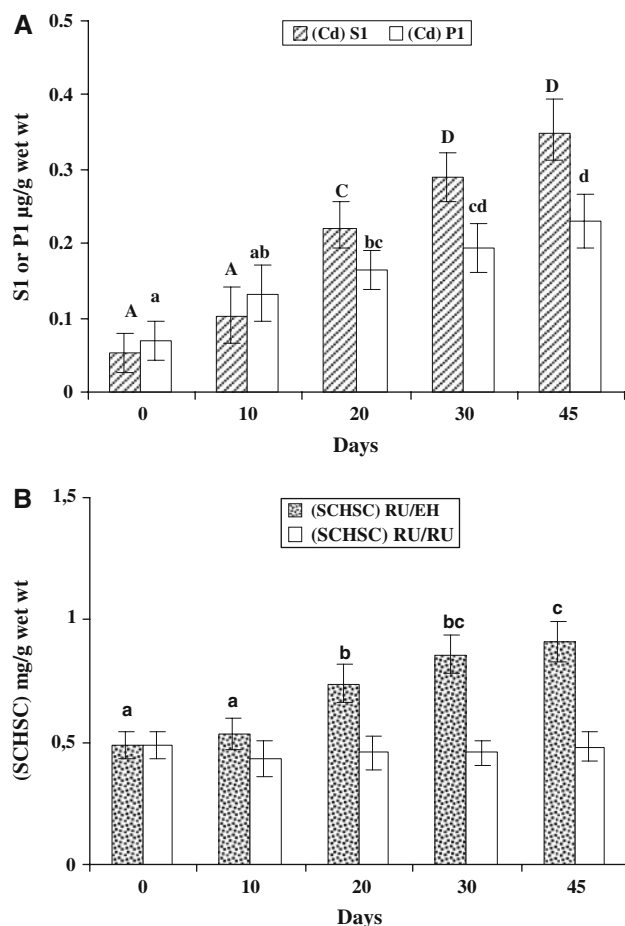 A
(Cd) S1 (Cd) P1
S1 or P1 µg/g wet wt
0.5
0.4
0.3
0.2
0.1
0
A a A ab C bc D cd D d
0 10 20 30 45
Days
B
(SCHSC) RU/EH
(SCHSC) RU/RU
(SCHSC) mg/g wet wt
1,5
1
0,5
0
a a b bc c
0 10 20 30 45
Days